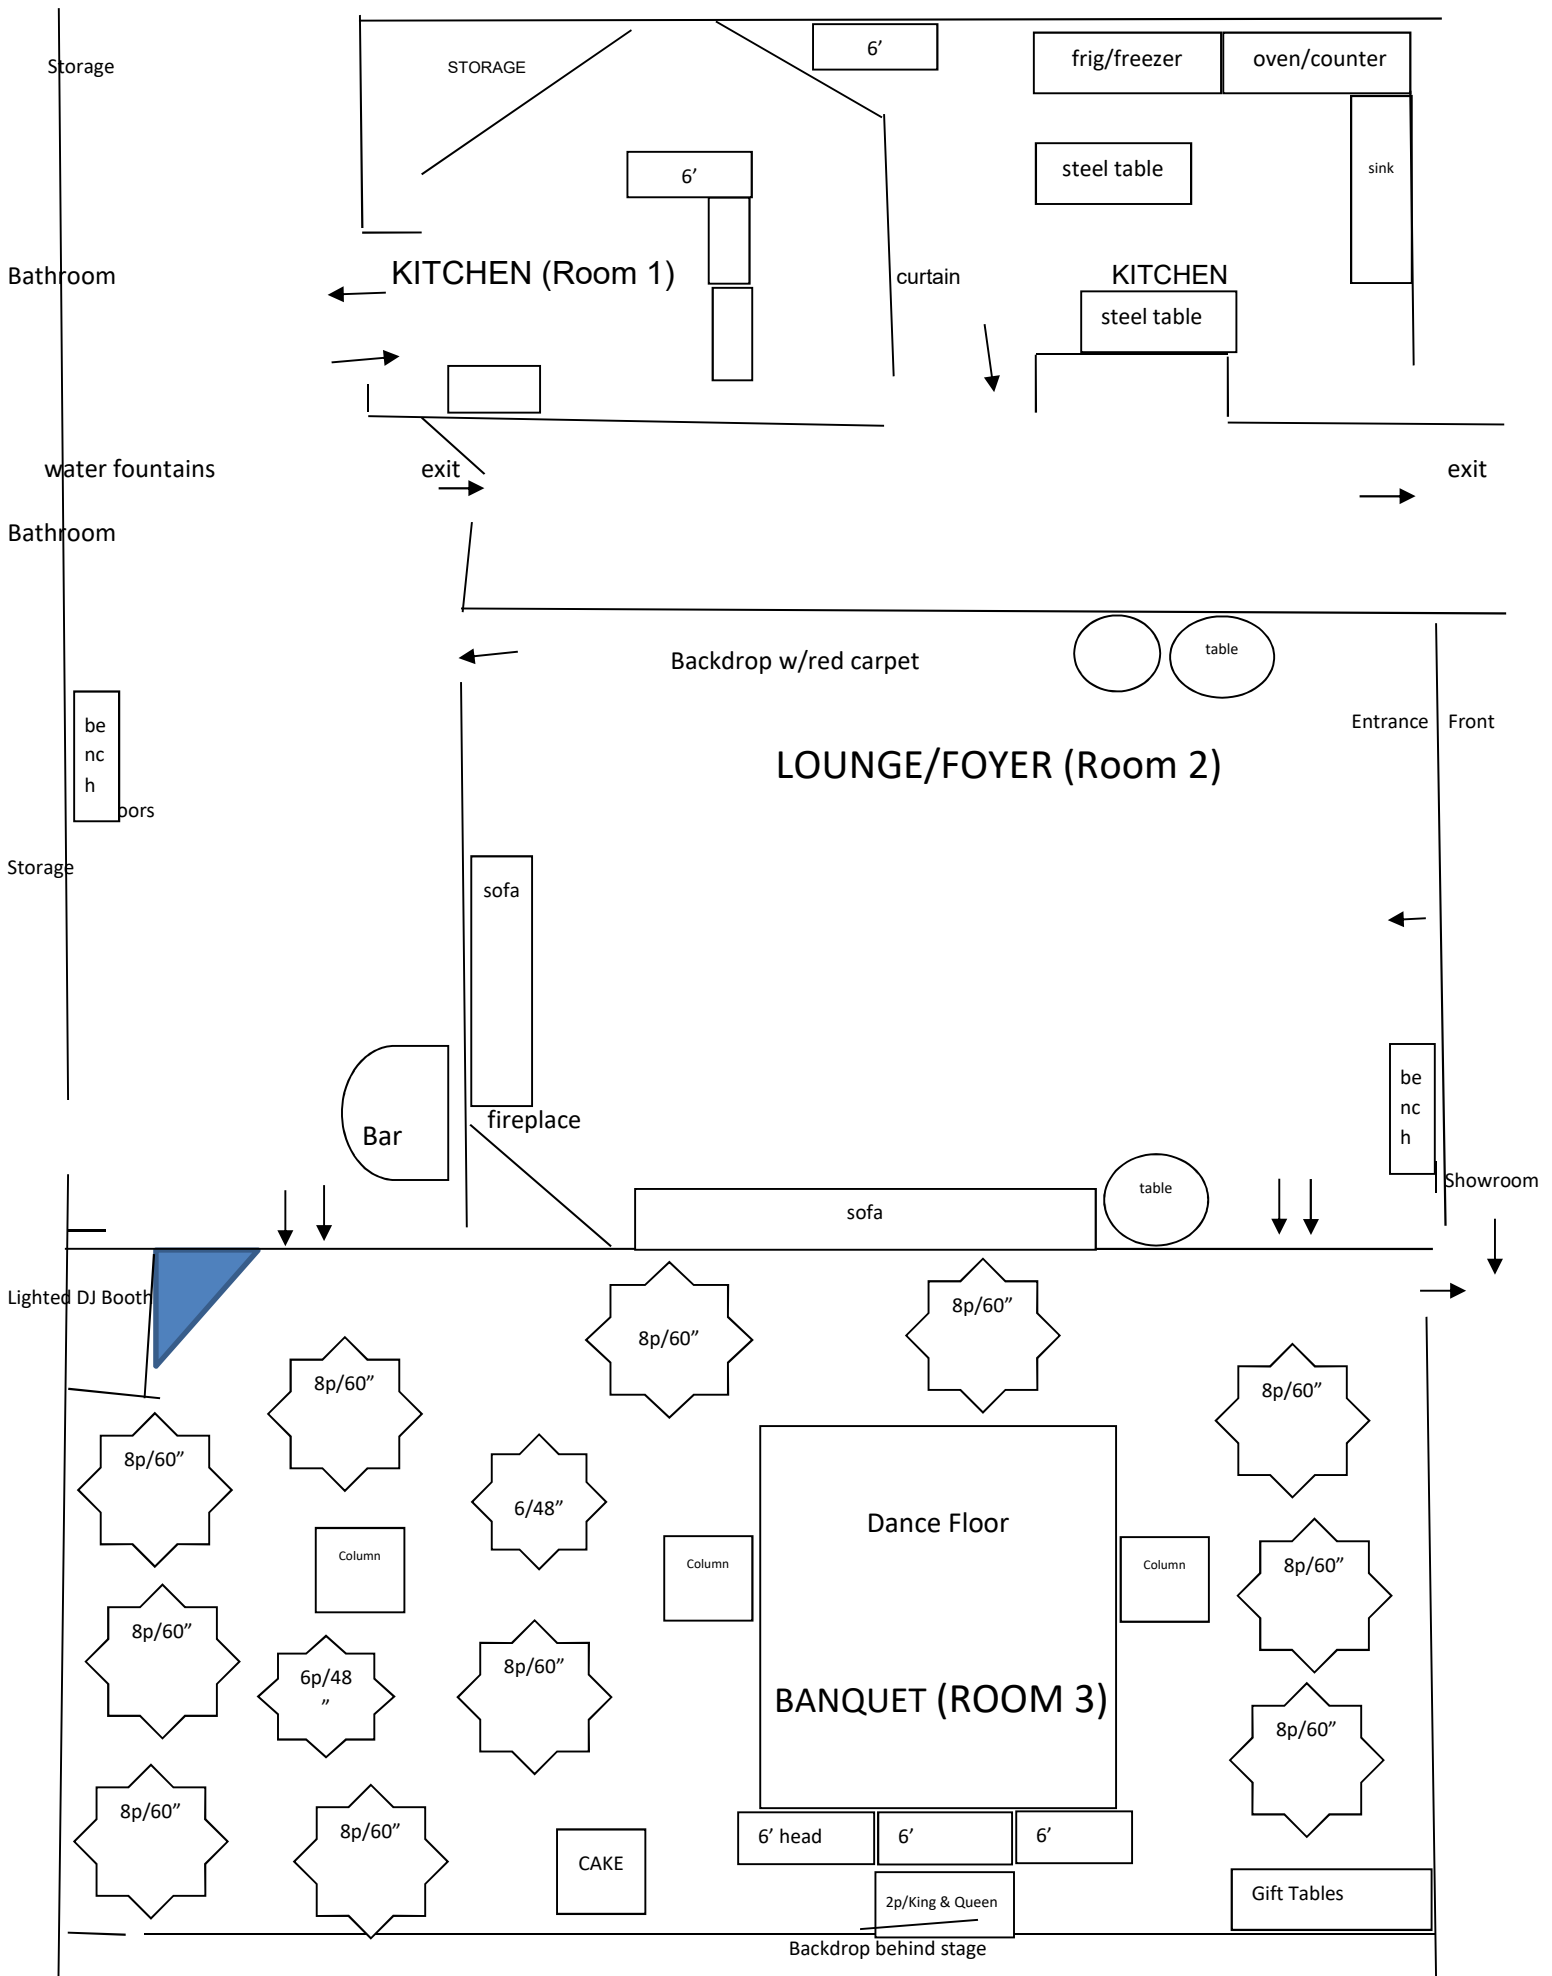 6’
frig/freezer
oven/counter
Storage
STORAGE
6’
steel table
sink
Bathroom
KITCHEN (Room 1)
curtain
KITCHEN
steel table
water fountains
exit
exit
Bathroom
Backdrop w/red carpet
table
Entrance
Front
be
nc
h
LOUNGE/FOYER (Room 2)
oors
Storage
sofa
be
nc
h
Bar
fireplace
Showroom
sofa
table
Lighted DJ Booth
8p/60”
8p/60”
8p/60”
8p/60”
8p/60”
6/48”
Dance Floor
Column
Column
Column
8p/60”
8p/60”
6p/48
”
8p/60”
BANQUET (ROOM 3)
8p/60”
8p/60”
8p/60”
CAKE
6’ head
6’
6’
2p/King & Queen
Gift Tables
Backdrop behind stage